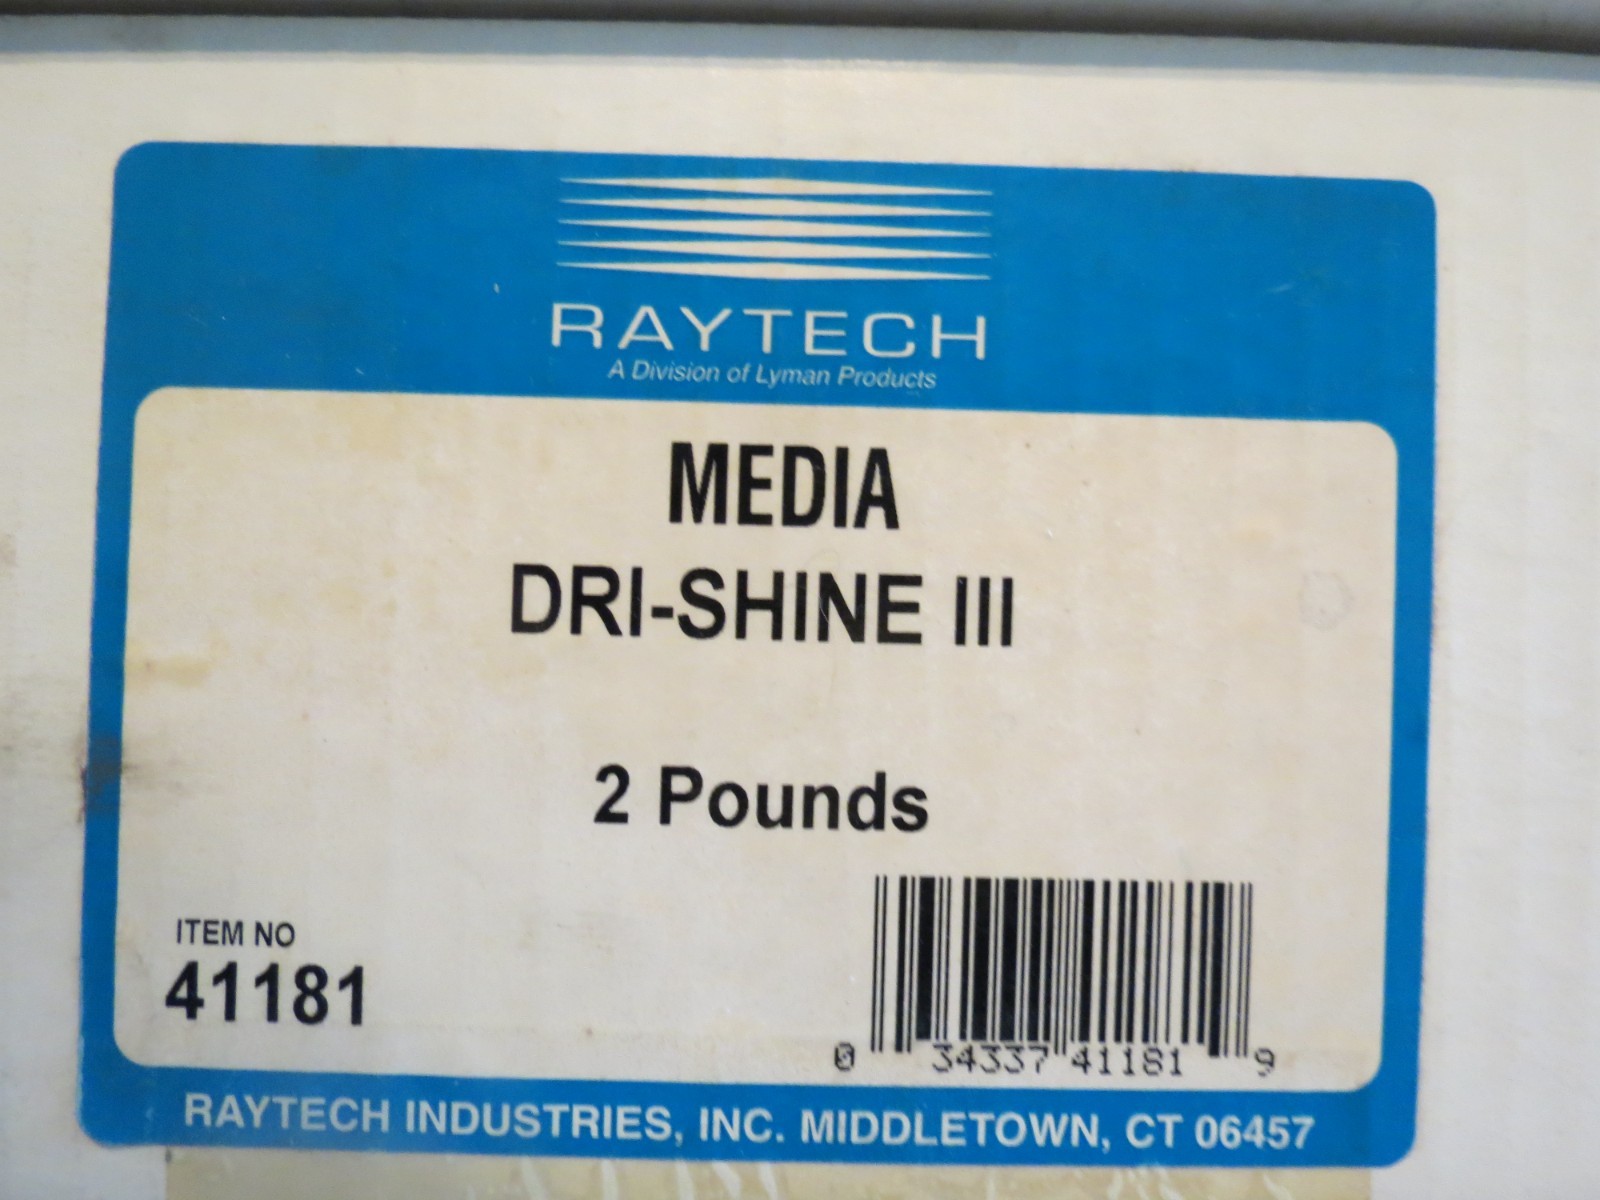 RAYTECH
A Division of Lyman Products
MEDIA
DRI-SHINE III
2 Pounds
ITEM NO
41181
0 34337 41181 9
RAYTECH INDUSTRIES, INC. MIDDLETOWN, CT 06457